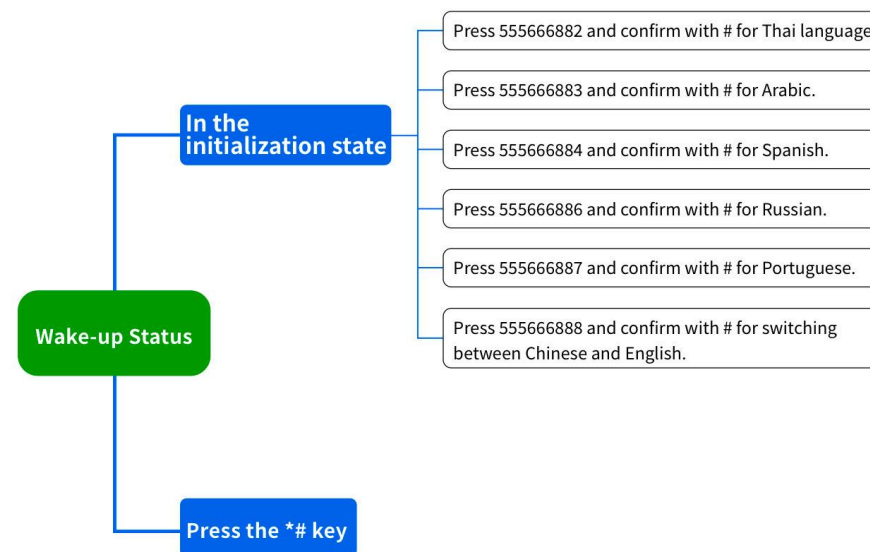 Press 555666882 and confirm with # for Thai language
Press 555666883 and confirm with # for Arabic.
In the
initialization state
Press 555666884 and confirm with # for Spanish.
Press 555666886 and confirm with # for Russian.
Press 555666887 and confirm with # for Portuguese.
Wake-up Status
Press 555666888 and confirm with # for switching
between Chinese and English.
Press the *# key